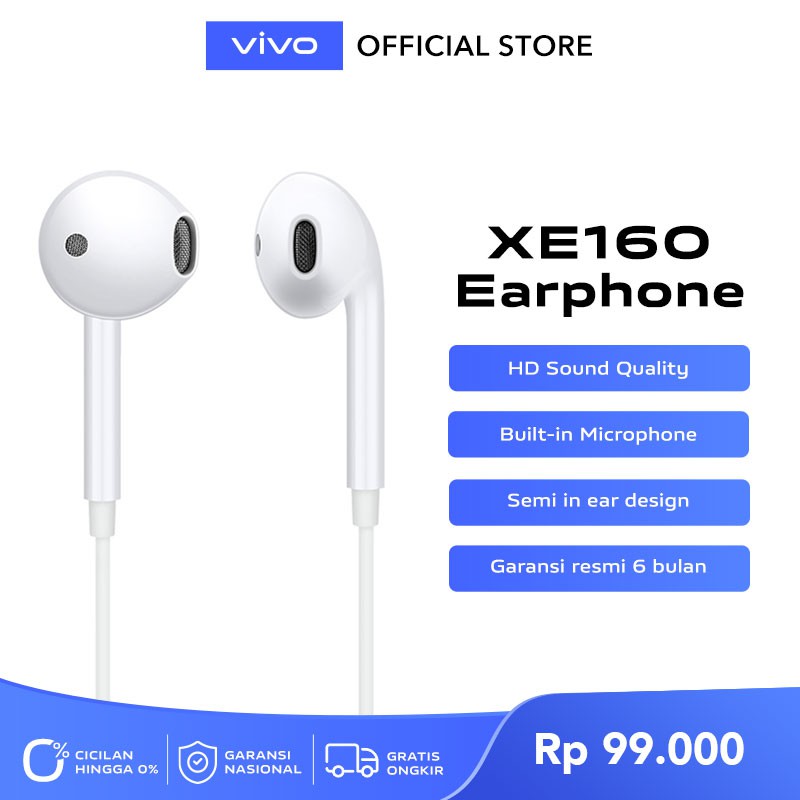 vivo OFFICIAL STORE
XE160
Earphone
HD Sound Quality
Built-in Microphone
Semi in ear design
Garansi resmi 6 bulan
0% CICILAN
HINGGA 0%
GARANSI
NASIONAL
GRATIS
ONGKIR
Rp 99.000